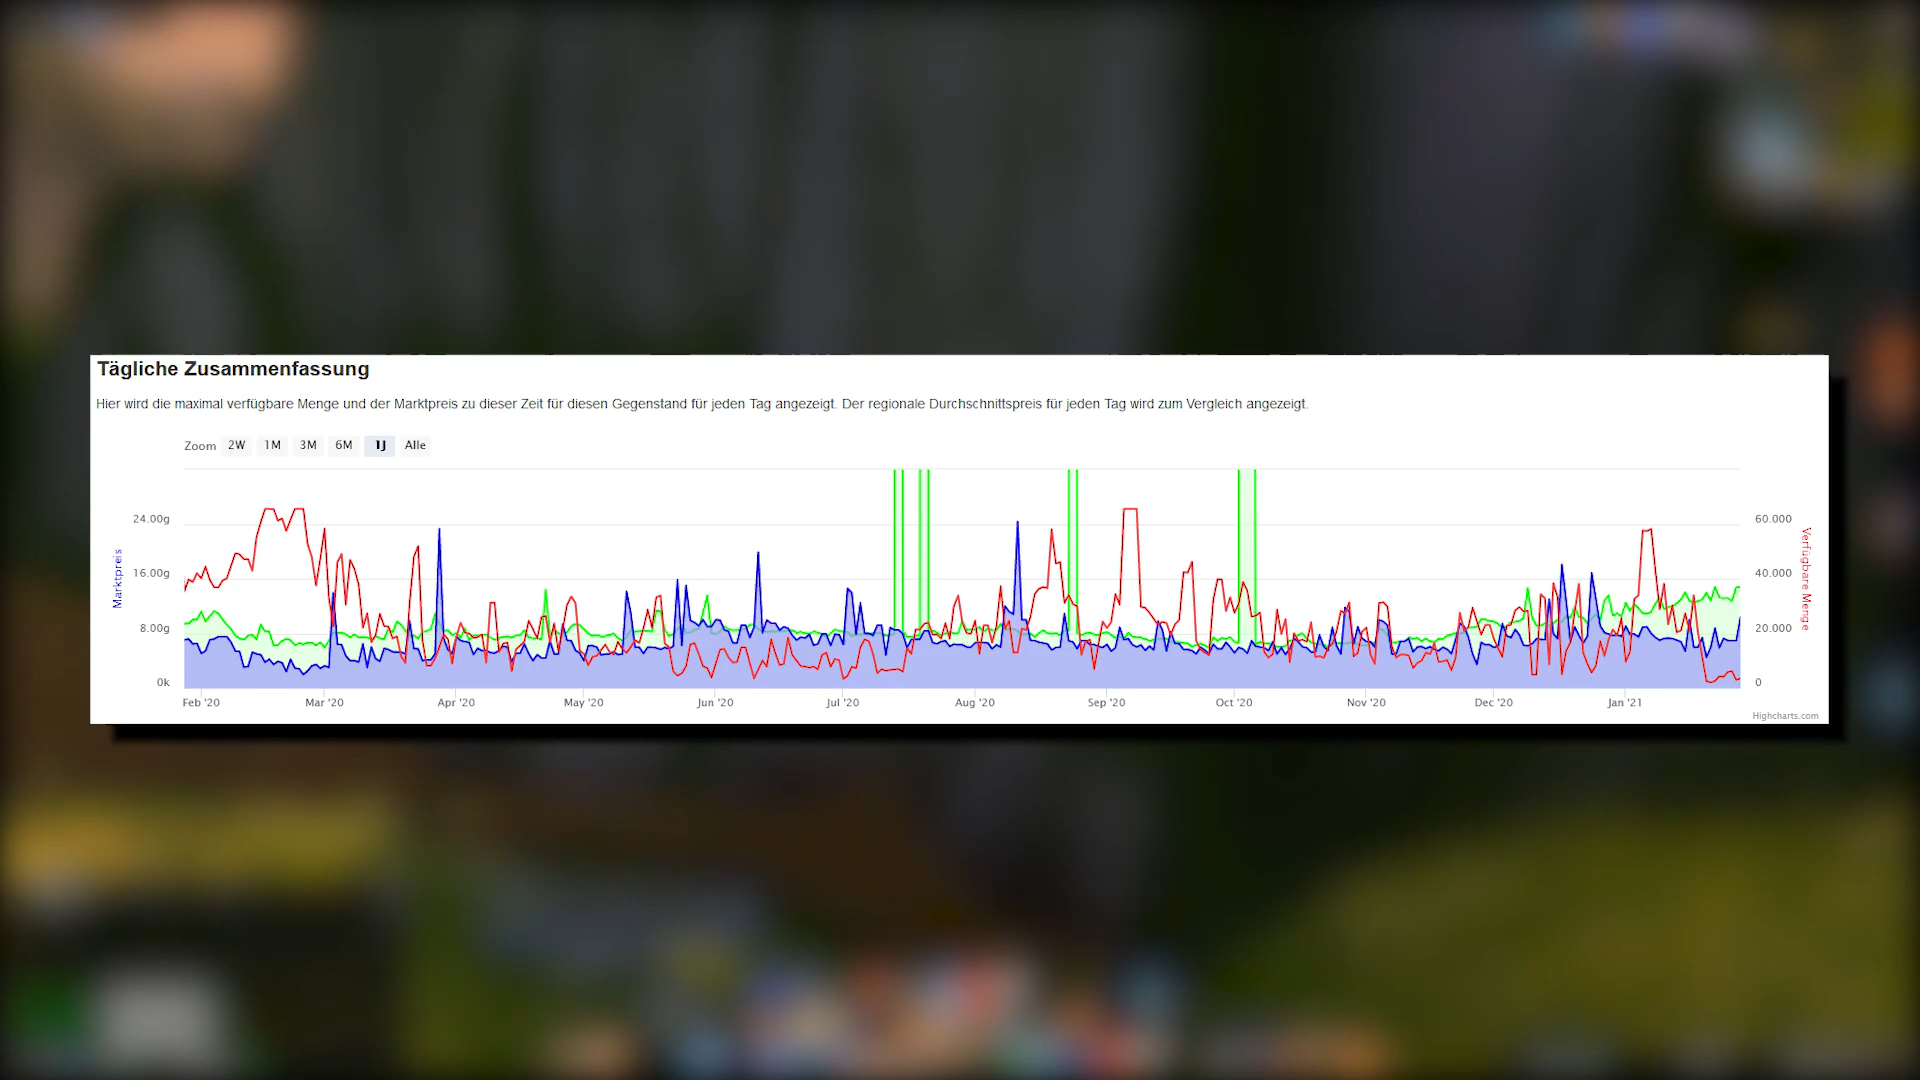 Tägliche Zusammenfassung
Hier wird die maximal verfügbare Menge und der Marktpreis zu dieser Zeit für diesen Gegenstand für jeden Tag angezeigt. Der regionale Durchschnittspreis für jeden Tag wird zum Vergleich angezeigt.
Zoom 2W 1M 3M 6M 1J Alle
24.00g
16.00g
8.00g
0k
Marktpreis
60.000
40.000
20.000
0
Verfügbare Menge
Feb '20 Mar '20 Apr '20 May '20 Jun '20 Jul '20 Aug '20 Sep '20 Oct '20 Nov '20 Dec '20 Jan '21
Highcharts.com